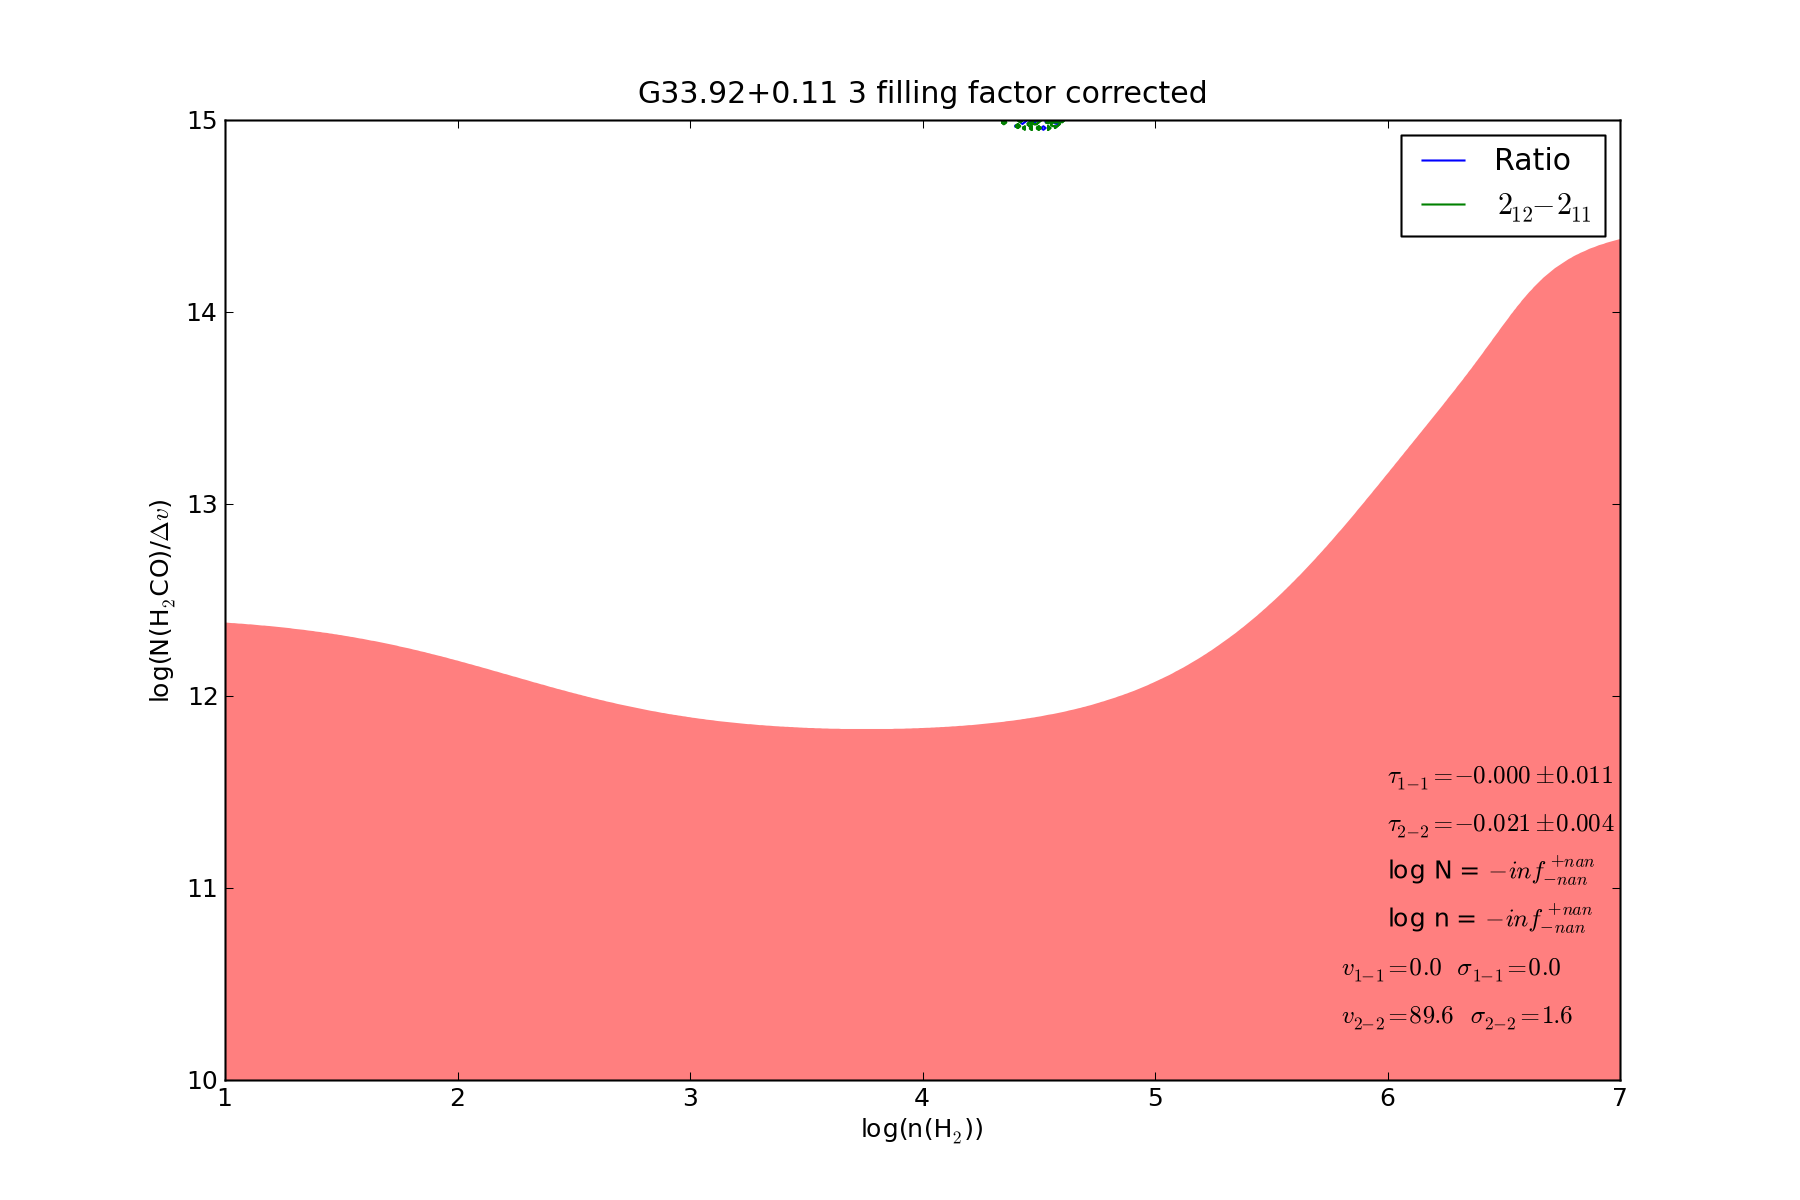 G33.92+0.11 3 filling factor corrected
15
14
13
12
11
10
log(N(H₂CO)/Δv)
Ratio
2₁₂−2₁₁
τ₁₋₁=−0.000 ±0.011
τ₂₋₂=−0.021 ±0.004
log N = −inf₋ₙₐₙ⁺ⁿᵃⁿ
log n = −inf₋ₙₐₙ⁺ⁿᵃⁿ
v₁₋₁=0.0 σ₁₋₁=0.0
v₂₋₂=89.6 σ₂₋₂=1.6
1 2 3 4 5 6 7
log(n(H₂))